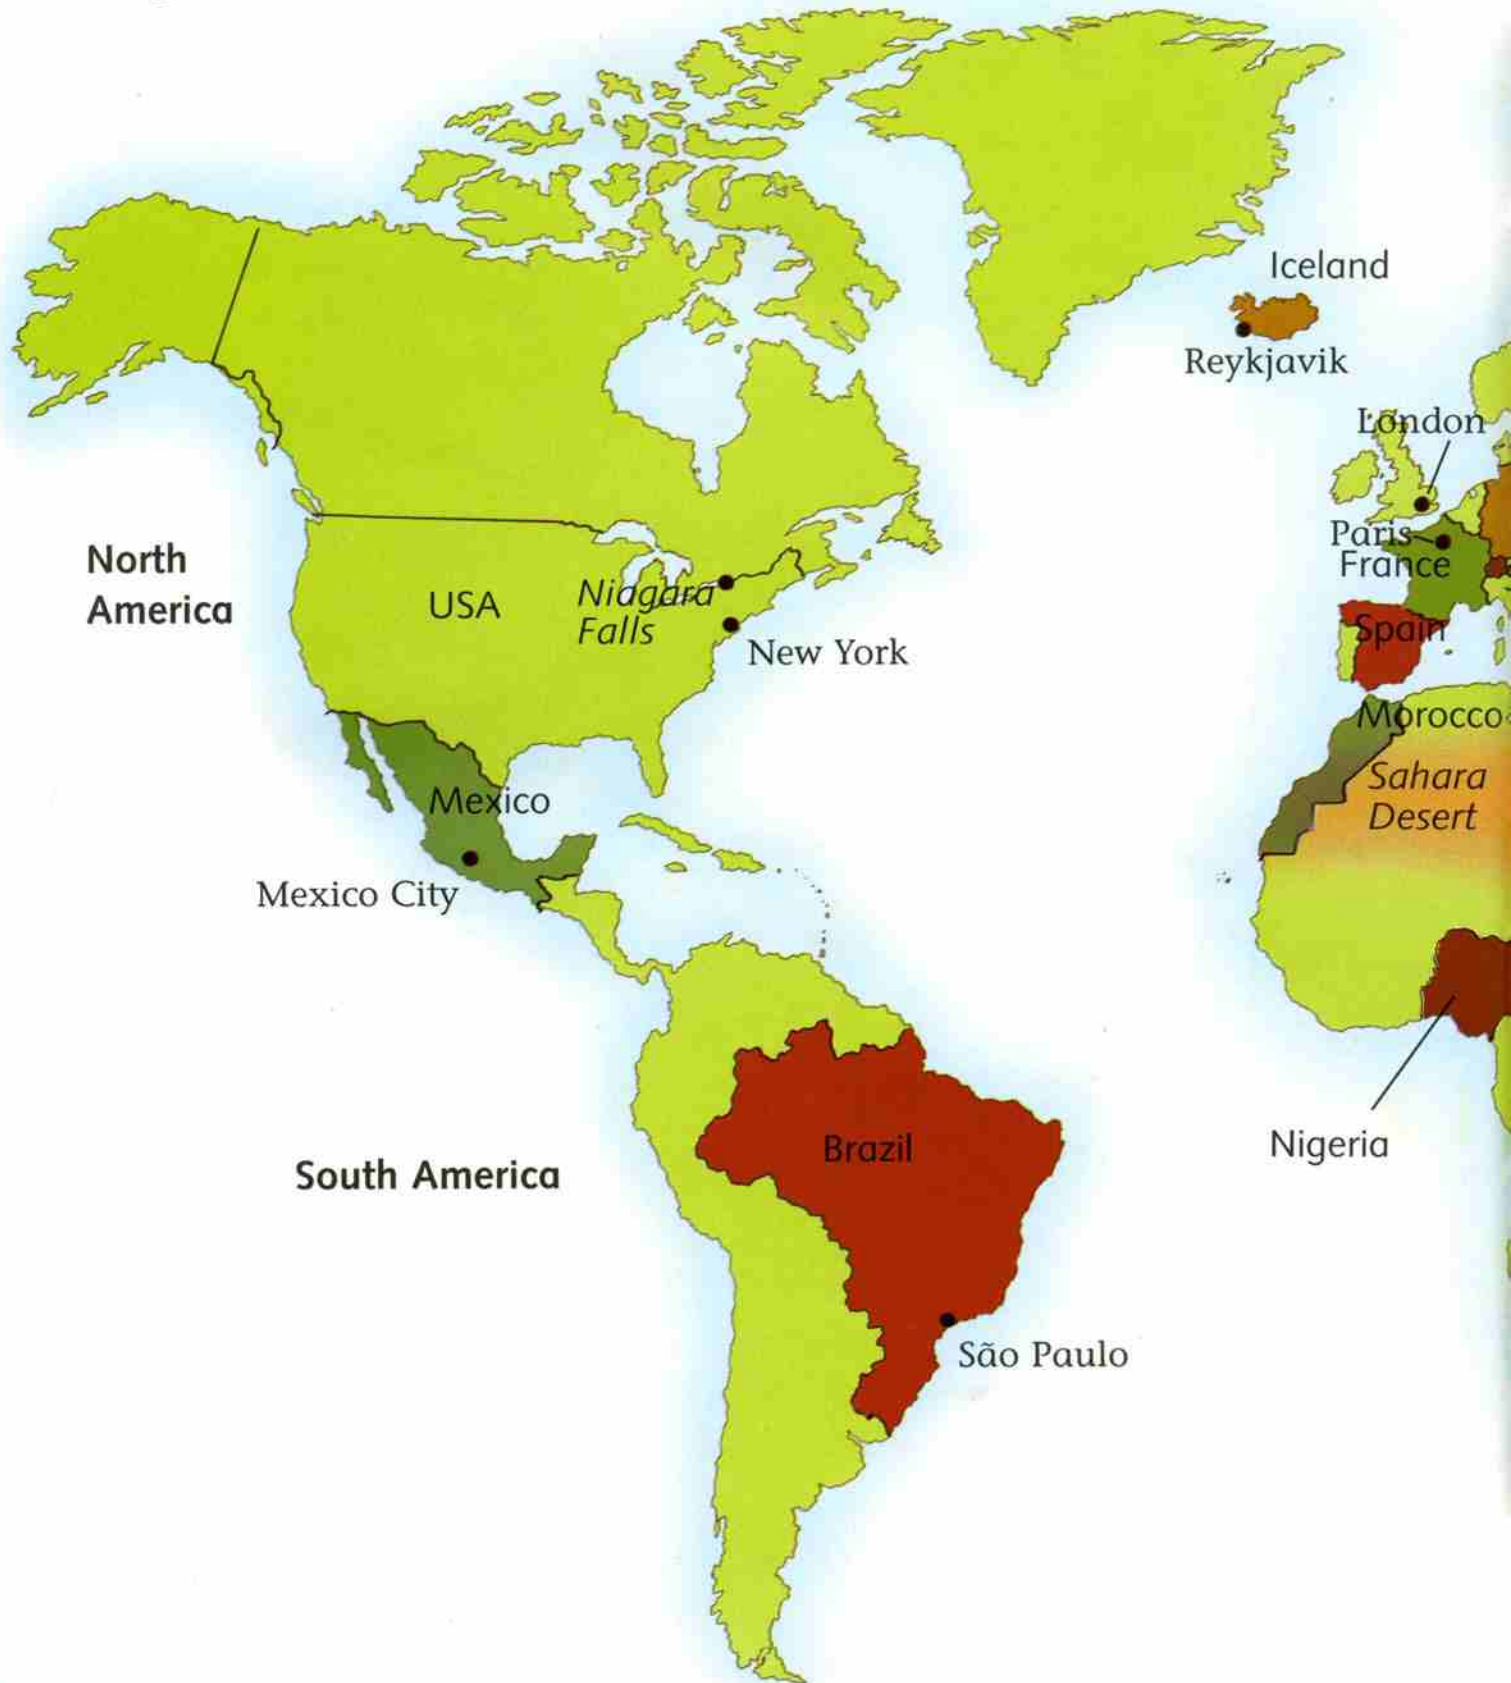 Iceland
Reykjavik
London
Paris
France
North
America
USA
Niagara
Falls
New York
Spain
Morocco
Sahara
Desert
Mexico
Mexico City
Nigeria
Brazil
South America
São Paulo